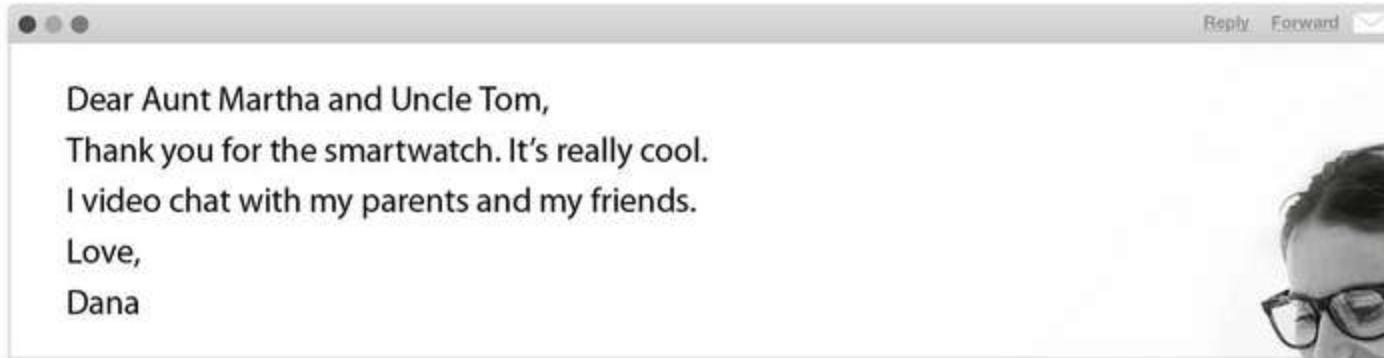 Reply Forward
Dear Aunt Martha and Uncle Tom,
Thank you for the smartwatch. It’s really cool.
I video chat with my parents and my friends.
Love,
Dana